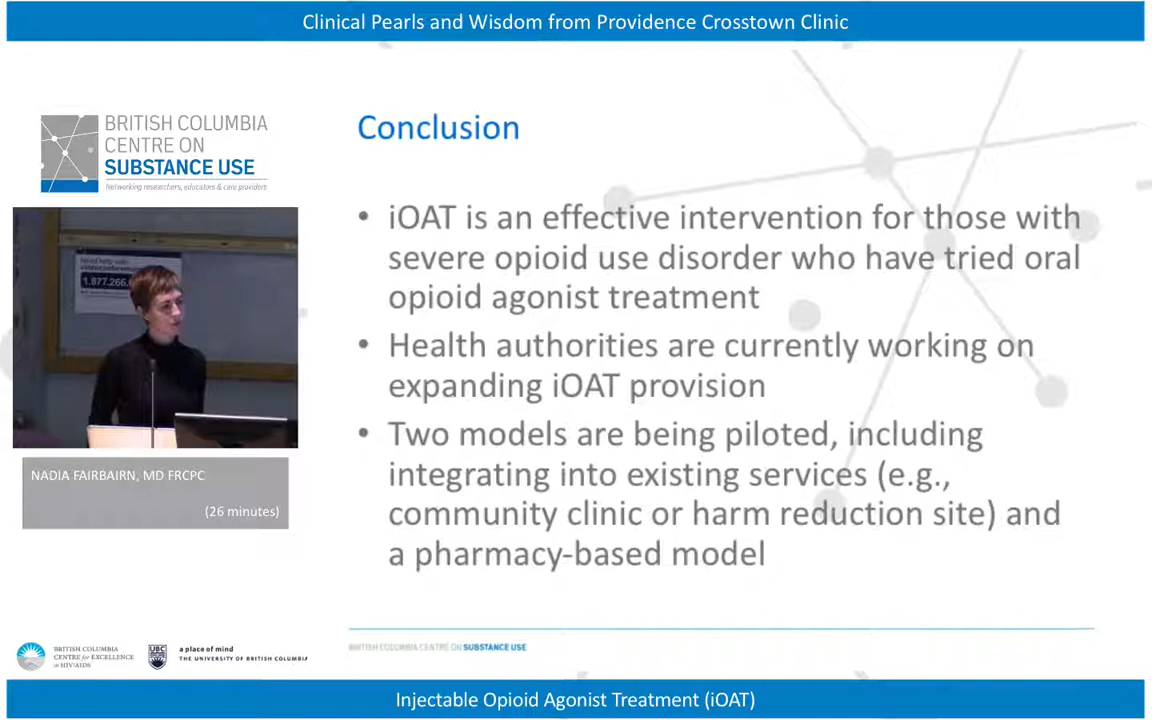 Clinical Pearls and Wisdom from Providence Crosstown Clinic
BRITISH COLUMBIA
CENTRE ON
SUBSTANCE USE
Networking researchers, educators & care providers
1.877.266.
NADIA FAIRBAIRN, MD FRCPC
(26 minutes)
Conclusion
• iOAT is an effective intervention for those with
severe opioid use disorder who have tried oral
opioid agonist treatment
• Health authorities are currently working on
expanding iOAT provision
• Two models are being piloted, including
integrating into existing services (e.g.,
community clinic or harm reduction site) and
a pharmacy-based model
BRITISH COLUMBIA
CENTRE for EXCELLENCE
in HIV/AIDS
UBC
a place of mind
THE UNIVERSITY OF BRITISH COLUMBIA
BRITISH COLUMBIA CENTRE ON SUBSTANCE USE
Injectable Opioid Agonist Treatment (iOAT)